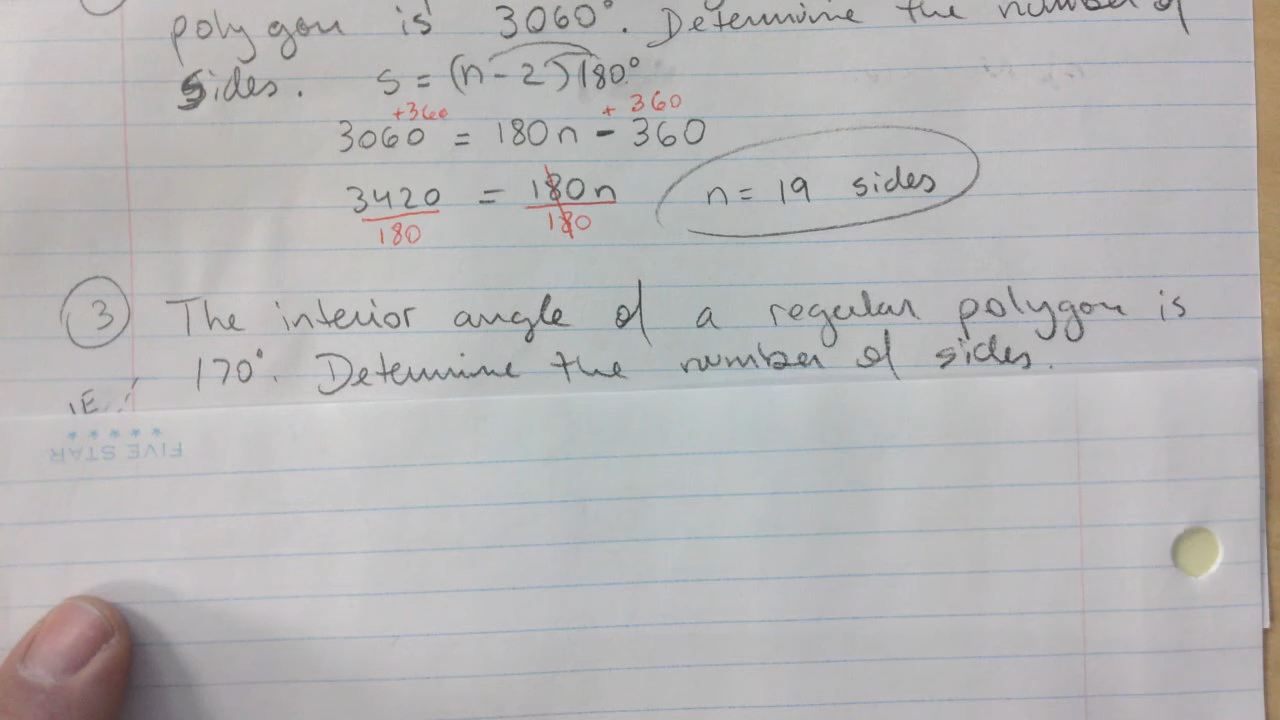 polygon is 3060°. Determine the number of
sides. S = (n - 2)180°
+360 + 360
3060 = 180n - 360
3420 = 180n n = 19 sides
180 180
3 The interior angle of a regular polygon is
170°. Determine the number of sides.
FIVE STAR